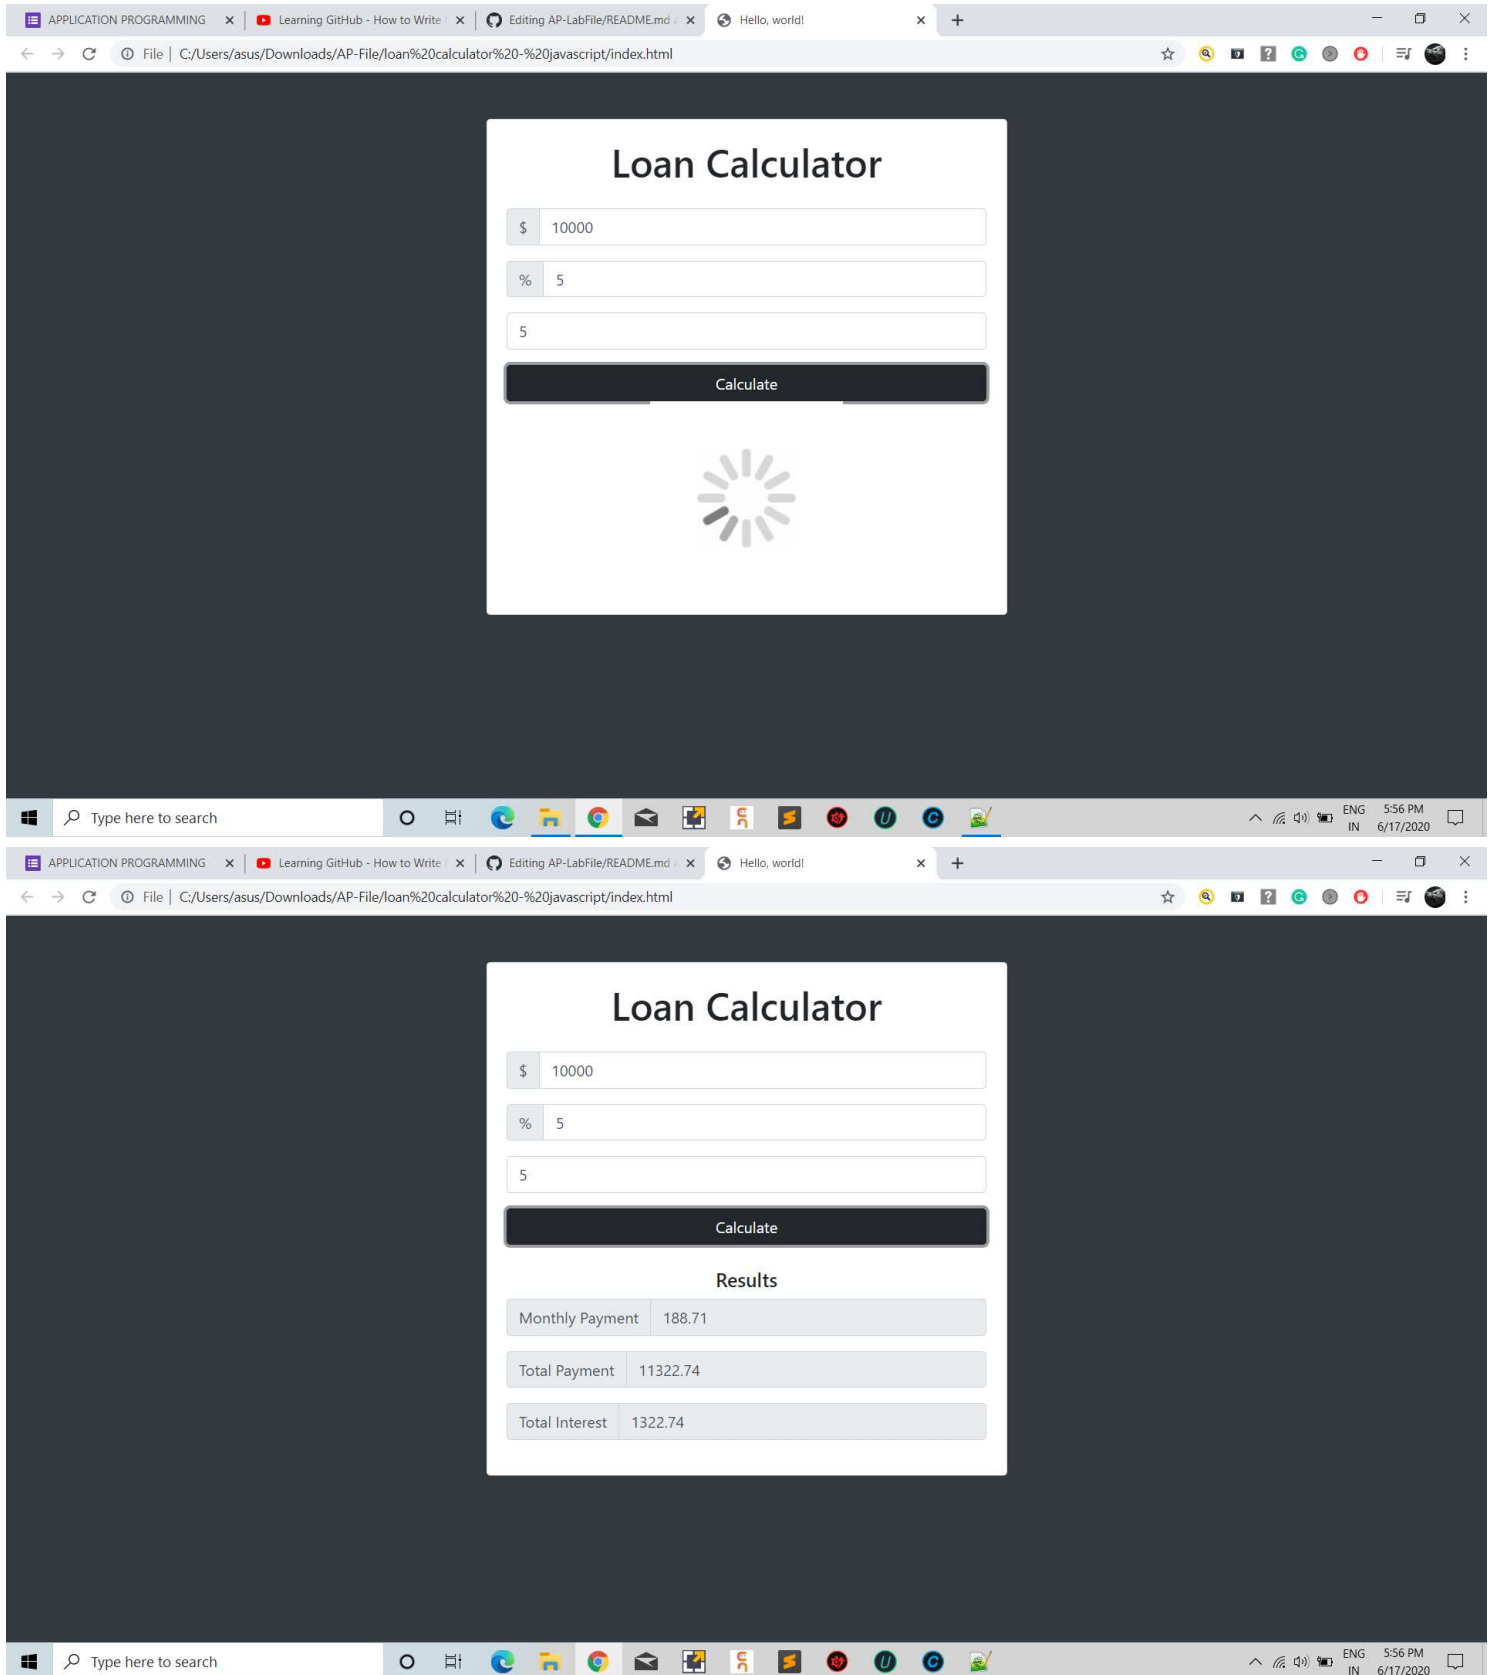 APPLICATION PROGRAMMING
Learning GitHub - How to Write
Editing AP-LabFile/README.md
Hello, world!
File | C:/Users/asus/Downloads/AP-File/loan%20calculator%20-%20javascript/index.html
Loan Calculator
$ 10000
% 5
5
Calculate
Type here to search
ENG 5:56 PM
IN 6/17/2020
APPLICATION PROGRAMMING
Learning GitHub - How to Write
Editing AP-LabFile/README.md
Hello, world!
File | C:/Users/asus/Downloads/AP-File/loan%20calculator%20-%20javascript/index.html
Loan Calculator
$ 10000
% 5
5
Calculate
Results
Monthly Payment 188.71
Total Payment 11322.74
Total Interest 1322.74
Type here to search
ENG 5:56 PM
IN 6/17/2020